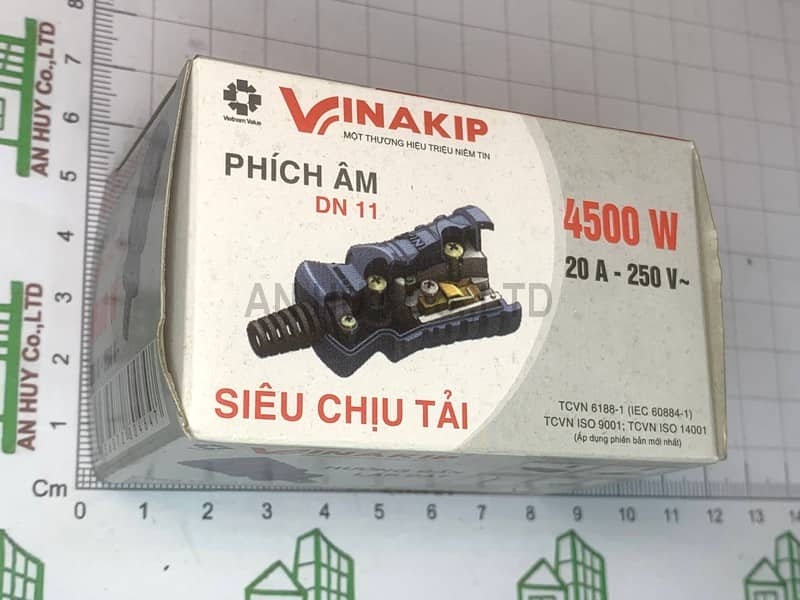 Vietnam Value
VINAKIP
MỘT THƯƠNG HIỆU TRIỆU NIỀM TIN
PHÍCH ÂM
DN 11
4500 W
20 A - 250 V~
AN HUY Co.,LTD
SIÊU CHỊU TẢI
TCVN 6188-1 (IEC 60884-1)
TCVN ISO 9001; TCVN ISO 14001
(Áp dụng phiên bản mới nhất)
VINAKIP
AN HUY Co.,LTD
AN HUY Co.,LTD
8
7
6
5
4
3
2
1
Cm
0 1 2 3 4 5 6 7 8 9 10 11 12 13 14